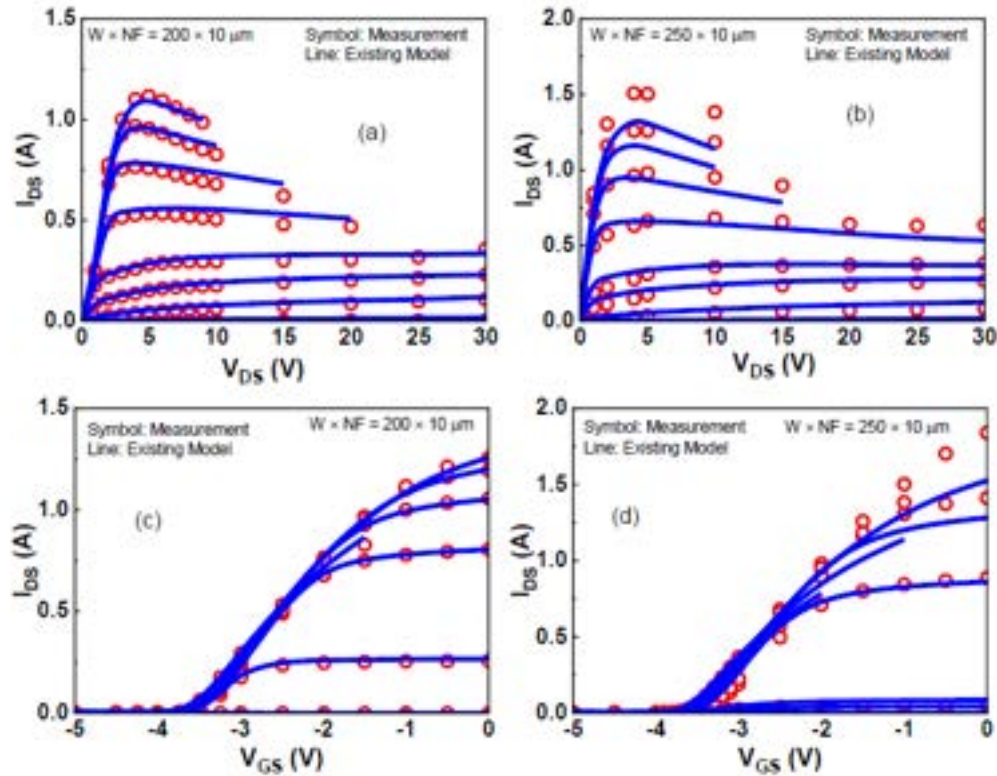 1.5
W × NF = 200 × 10 μm
Symbol: Measurement
Line: Existing Model
(a)
1.0
I_DS (A)
0.5
0.0
0 5 10 15 20 25 30
V_DS (V)
2.0
W × NF = 250 × 10 μm
Symbol: Measurement
Line: Existing Model
1.5
(b)
I_DS (A)
1.0
0.5
0.0
0 5 10 15 20 25 30
V_DS (V)
1.5
Symbol: Measurement
Line: Existing Model
W × NF = 200 × 10 μm
1.0
(c)
I_DS (A)
0.5
0.0
-5 -4 -3 -2 -1 0
V_GS (V)
2.0
Symbol: Measurement
Line: Existing Model
W × NF = 250 × 10 μm
1.5
(d)
I_DS (A)
1.0
0.5
0.0
-5 -4 -3 -2 -1 0
V_GS (V)